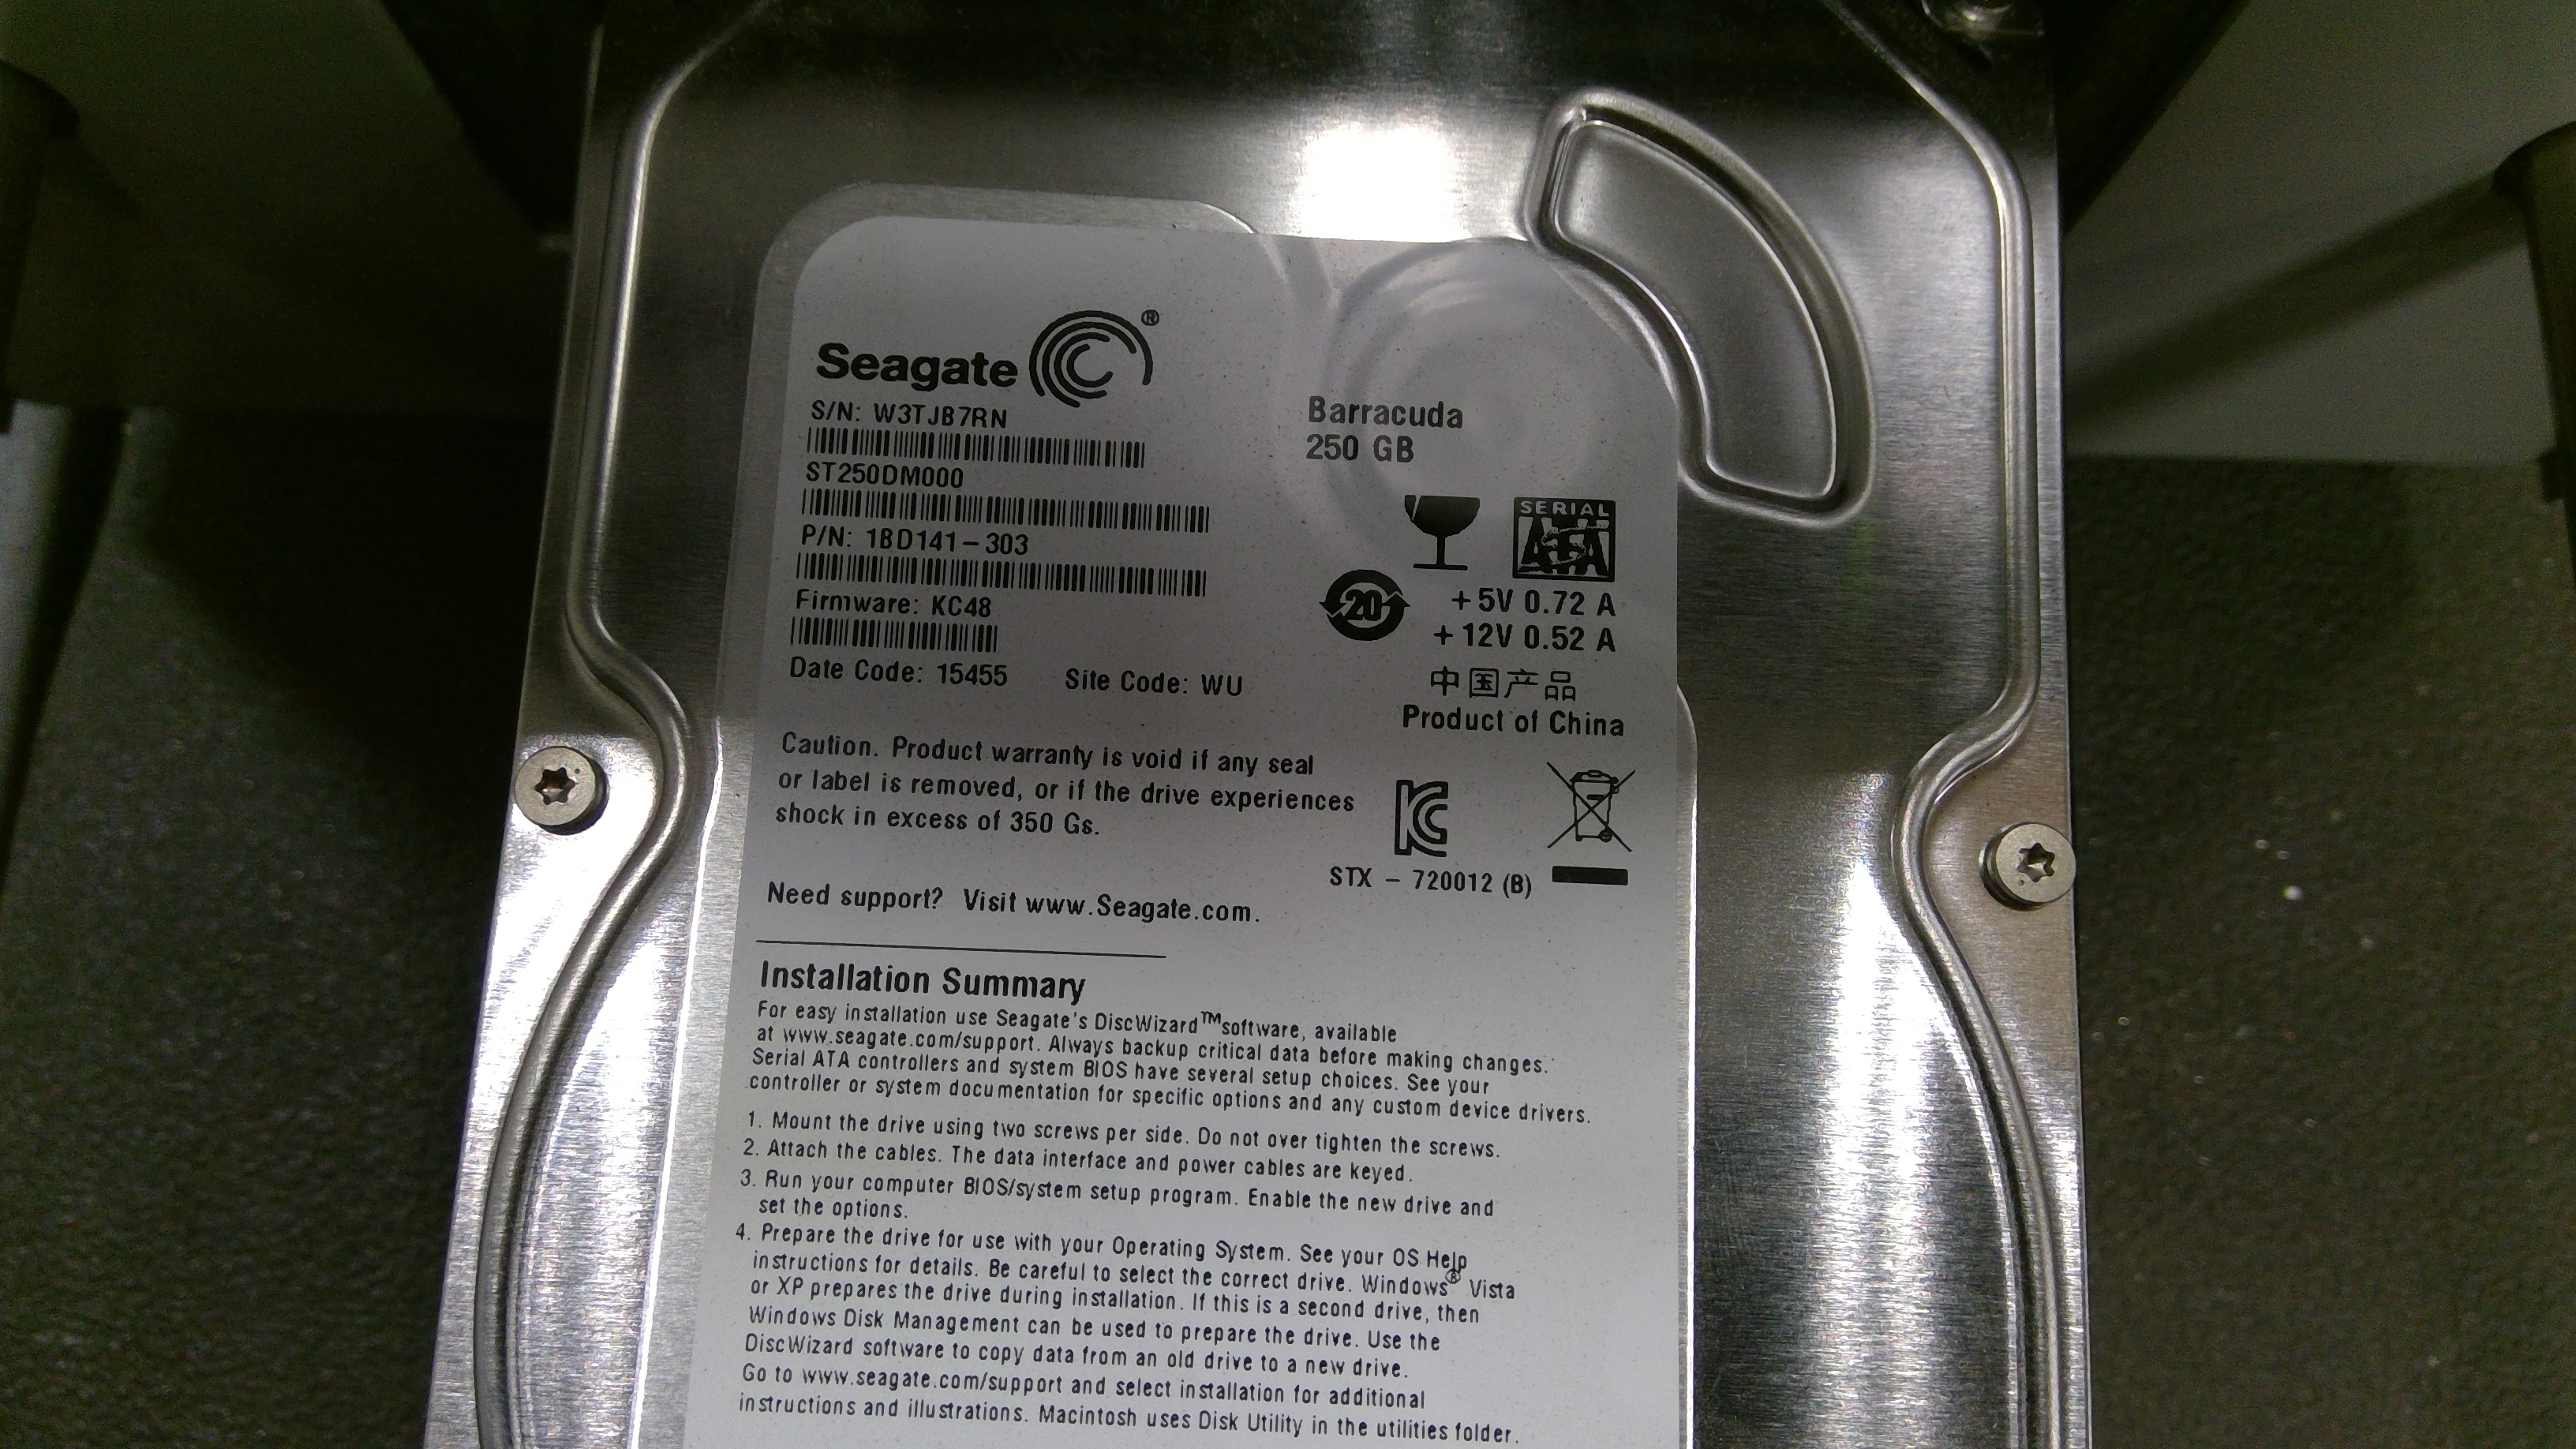 Seagate ®
S/N: W3TJB7RN
ST250DM000
P/N: 1BD141-303
Firmware: KC48
Date Code: 15455 Site Code: WU
Barracuda
250 GB
SERIAL
ATA
20
+5V 0.72 A
+12V 0.52 A
中国产品
Product of China
Caution. Product warranty is void if any seal
or label is removed, or if the drive experiences
shock in excess of 350 Gs.
STX - 720012 (B)
Need support? Visit www.Seagate.com.
Installation Summary
For easy installation use Seagate's DiscWizard™ software, available
at www.seagate.com/support. Always backup critical data before making changes.
Serial ATA controllers and system BIOS have several setup choices. See your
controller or system documentation for specific options and any custom device drivers.
1. Mount the drive using two screws per side. Do not over tighten the screws.
2. Attach the cables. The data interface and power cables are keyed.
3. Run your computer BIOS/system setup program. Enable the new drive and
set the options.
4. Prepare the drive for use with your Operating System. See your OS Help
instructions for details. Be careful to select the correct drive. Windows® Vista
or XP prepares the drive during installation. If this is a second drive, then
Windows Disk Management can be used to prepare the drive. Use the
DiscWizard software to copy data from an old drive to a new drive.
Go to www.seagate.com/support and select installation for additional
instructions and illustrations. Macintosh uses Disk Utility in the utilities folder.